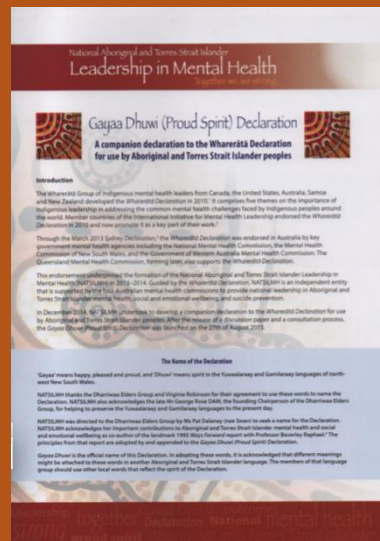 National Aboriginal and Torres Strait Islander
Leadership in Mental Health
Together we are strong
Gayaa Dhuwi (Proud Spirit) Declaration
A companion declaration to the Wharerātā Declaration
for use by Aboriginal and Torres Strait Islander peoples
Introduction
The Wharerātā Group of indigenous mental health leaders from Canada, the United States, Australia, Samoa
and New Zealand developed the Wharerātā Declaration in 2010.¹ It comprises five themes on the importance of
indigenous leadership in addressing the common mental health challenges faced by indigenous peoples around
the world. Member countries of the International Initiative for Mental Health Leadership endorsed the Wharerātā
Declaration in 2010 and now promote it as a key part of their work.²
Through the March 2013 Sydney Declaration,³ the Wharerātā Declaration was endorsed in Australia by key
government mental health agencies including the National Mental Health Commission, the Mental Health
Commission of New South Wales, and the Government of Western Australia Mental Health Commission. The
Queensland Mental Health Commission, forming later, also supports the Wharerātā Declaration.
This endorsement underpinned the formation of the National Aboriginal and Torres Strait Islander Leadership in
Mental Health (NATSILMH) in 2013–2014. Guided by the Wharerātā Declaration, NATSILMH is an independent entity
that is supported by the four Australian mental health commissions to provide national leadership in Aboriginal and
Torres Strait Islander mental health, social and emotional wellbeing and suicide prevention.
In December 2014, NATSILMH undertook to develop a companion declaration to the Wharerātā Declaration for use
by Aboriginal and Torres Strait Islander peoples. After the release of a discussion paper and a consultation process,
the Gayaa Dhuwi (Proud Spirit) Declaration was launched on the 27th of August 2015.
The Name of the Declaration
'Gayaa' means happy, pleased and proud, and 'Dhuwi' means spirit in the Yuwaalaraay and Gamilaraay languages of north-
west New South Wales.
NATSILMH thanks the Dharriwaa Elders Group and Virginia Robinson for their agreement to use these words to name the
Declaration. NATSILMH also acknowledges the late Mr George Rose OAM, the founding Chairperson of the Dharriwaa Elders
Group, for helping to preserve the Yuwaalaraay and Gamilaraay languages to the present day.
NATSILMH was directed to the Dharriwaa Elders Group by Ms Pat Delaney (nee Swan) to seek a name for the Declaration.
NATSILMH acknowledges her important contributions to Aboriginal and Torres Strait Islander mental health and social
and emotional wellbeing as co-author of the landmark 1995 Ways Forward report with Professor Beverley Raphael.⁴ The
principles from that report are adopted by and appended to the Gayaa Dhuwi (Proud Spirit) Declaration.
Gayaa Dhuwi is the official name of this Declaration. In adopting these words, it is acknowledged that different meanings
might be attached to these words in another Aboriginal and Torres Strait Islander language. The members of that language
group should use other local words that reflect the spirit of the Declaration.
Leadership together outcomes mental health
strong proud spirit Islander National